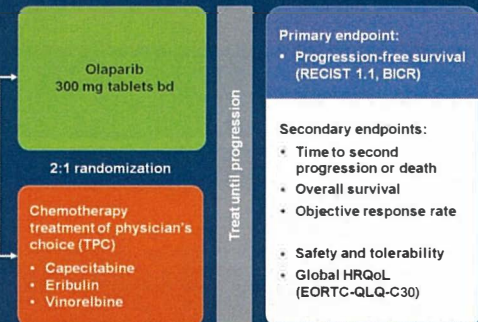 Olaparib
300 mg tablets bd
2:1 randomization
Chemotherapy
treatment of physician's
choice (TPC)
• Capecitabine
• Eribulin
• Vinorelbine
Treat until progression
Primary endpoint:
• Progression-free survival
(RECIST 1.1, BICR)
Secondary endpoints:
• Time to second
progression or death
• Overall survival
• Objective response rate
• Safety and tolerability
• Global HRQoL
(EORTC-QLQ-C30)